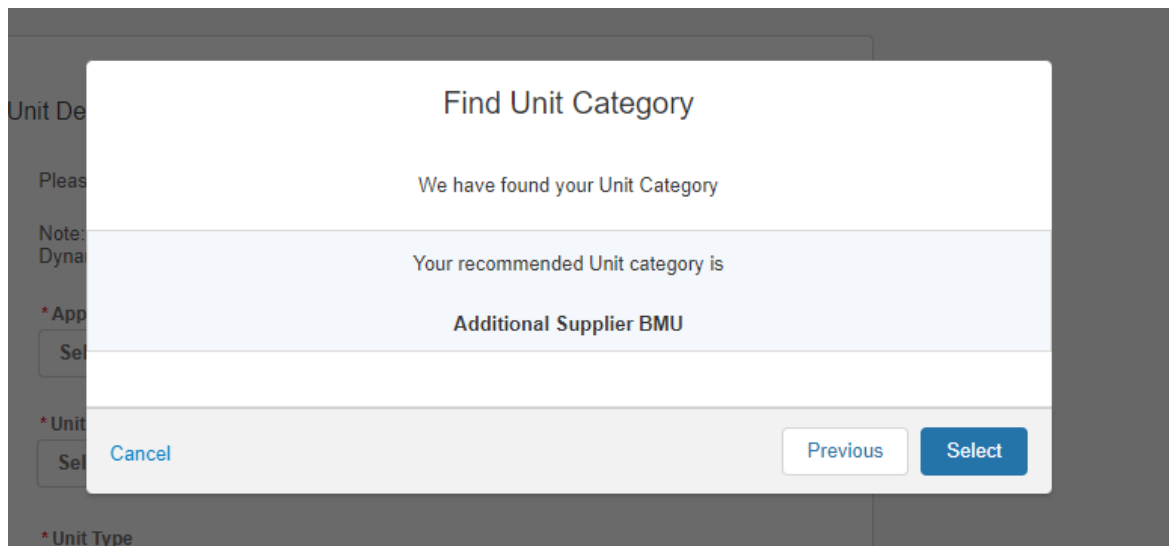 Find Unit Category
Unit De
We have found your Unit Category
Pleas
Note:
Dynai
Your recommended Unit category is
*App
Additional Supplier BMU
Sel
*Unit
Cancel
Previous
Select
Sel
*Unit Type